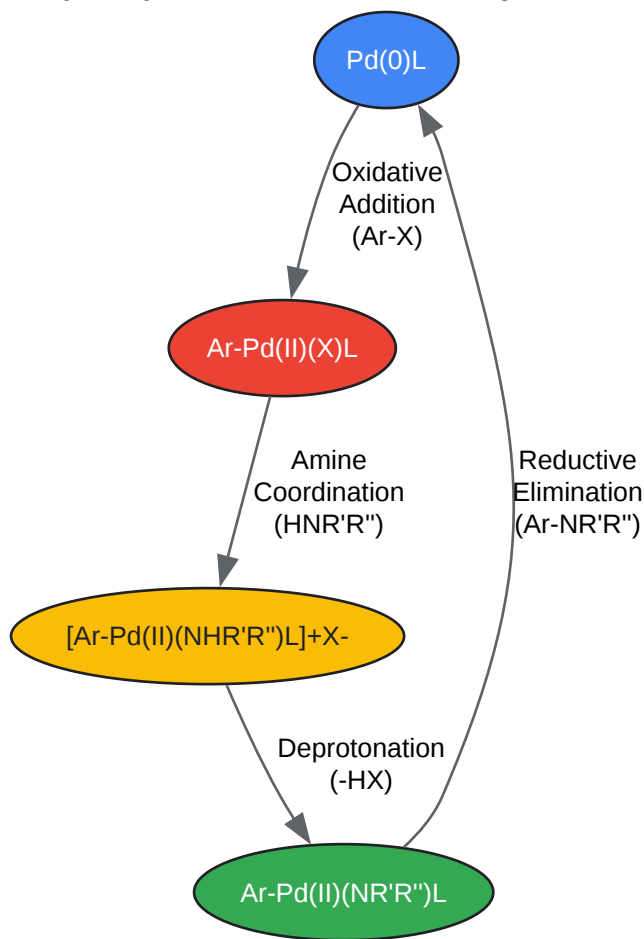 Pd(0)L
Oxidative
Addition
(Ar-X)
Ar-Pd(II)(X)L
Amine
Coordination
(HNR'R")
Reductive
Elimination
(Ar-NR'R")
[Ar-Pd(II)(NHR'R")L]+X-
Deprotonation
(-HX)
Ar-Pd(II)(NR'R")L